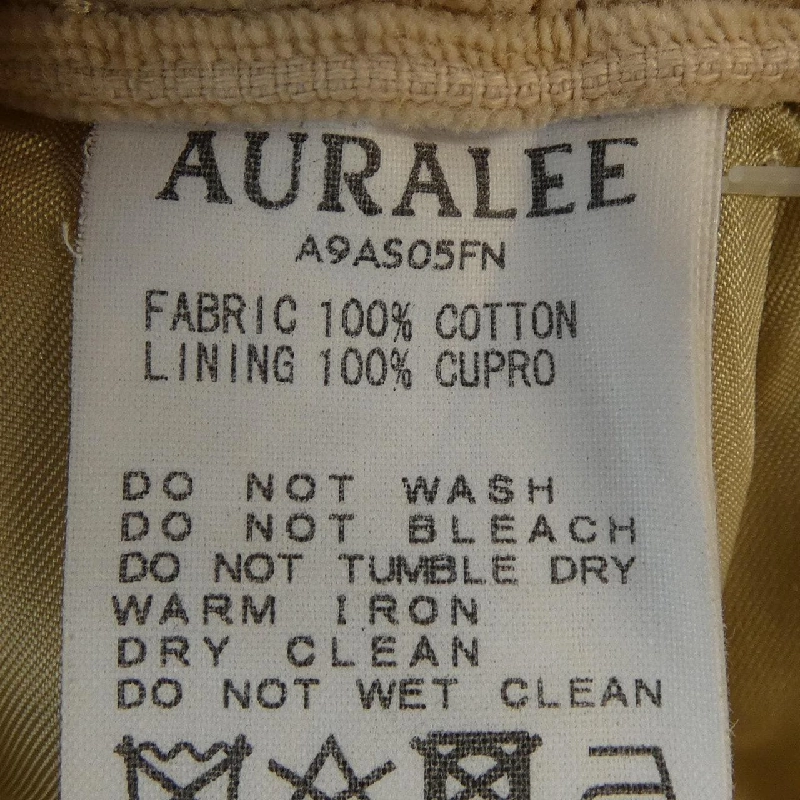 AURALEE
A9AS05FN
FABRIC 100% COTTON
LINING 100% CUPRO
DO NOT WASH
DO NOT BLEACH
DO NOT TUMBLE DRY
WARM IRON
DRY CLEAN
DO NOT WET CLEAN